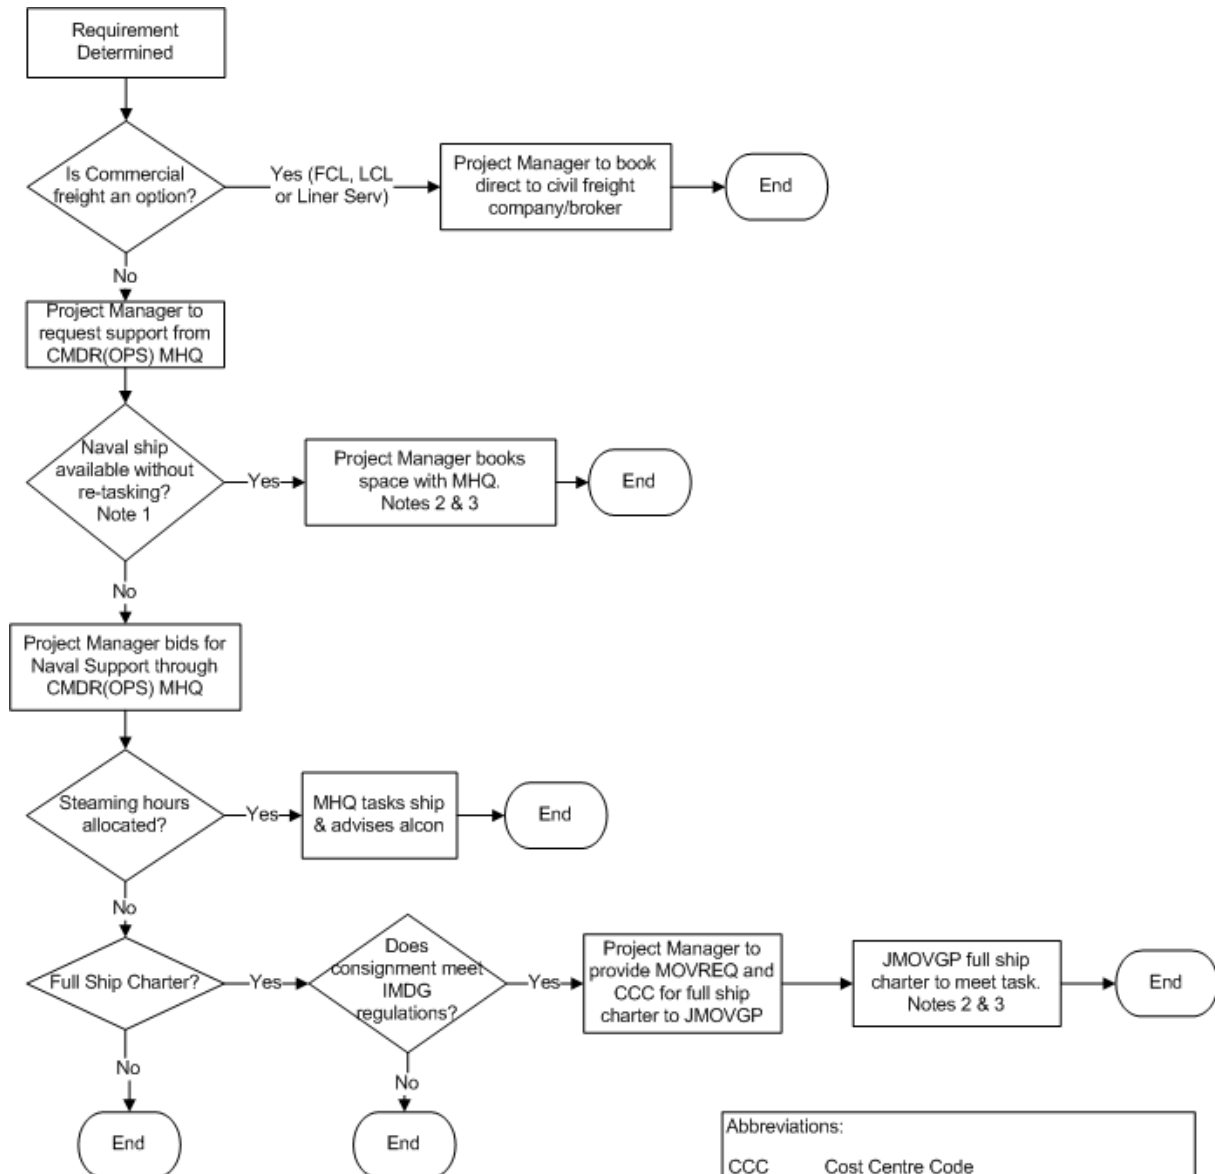 Requirement
Determined
Is Commercial
freight an option?
Yes (FCL, LCL
or Liner Serv)
Project Manager to book
direct to civil freight
company/broker
End
No
Project Manager to
request support from
CMDR(OPS) MHQ
Naval ship
available without
re-tasking?
Note 1
Yes
Project Manager books
space with MHQ.
Notes 2 & 3
End
No
Project Manager bids for
Naval Support through
CMDR(OPS) MHQ
Steaming hours
allocated?
Yes
MHQ tasks ship
& advises alcon
End
No
Full Ship Charter?
Yes
Does
consignment meet
IMDG
regulations?
Yes
Project Manager to
provide MOVREQ and
CCC for full ship
charter to JMOVGP
JMOVGP full ship
charter to meet task.
Notes 2 & 3
End
No
End
No
End
Abbreviations:
CCC Cost Centre Code